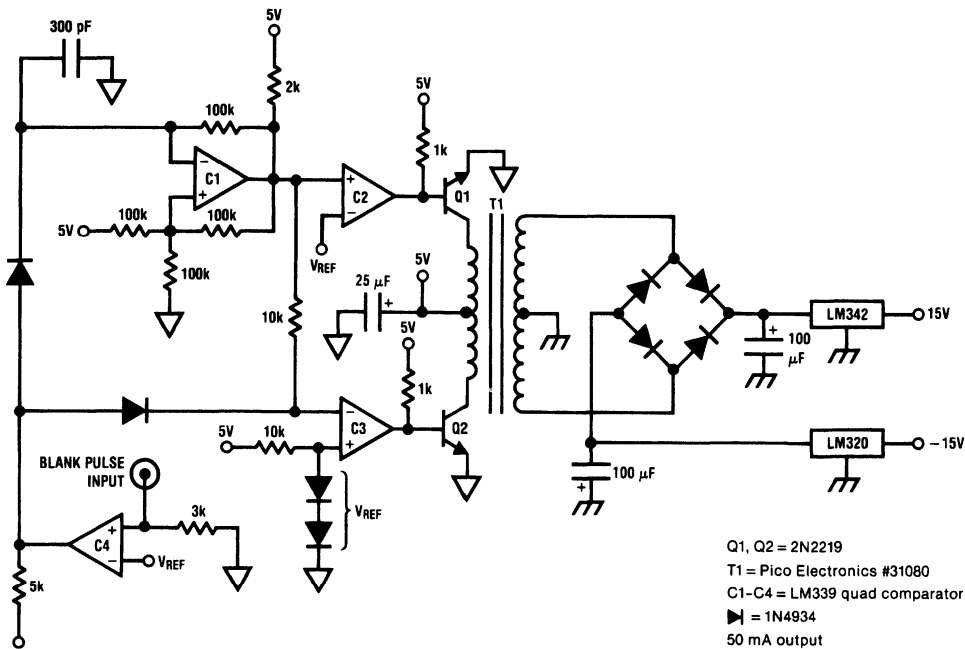 5V
300 pF
2k
100k
5V
1k
C1
C2
Q1
T1
100k
100k
5V
VREF
100k
25 µF
5V
10k
5V
1k
LM342
15V
100
µF
5V
10k
C3
Q2
LM320
–15V
BLANK PULSE
INPUT
100 µF
VREF
3k
C4
VREF
5k
Q1, Q2 = 2N2219
T1 = Pico Electronics #31080
C1–C4 = LM339 quad comparator
= 1N4934
50 mA output